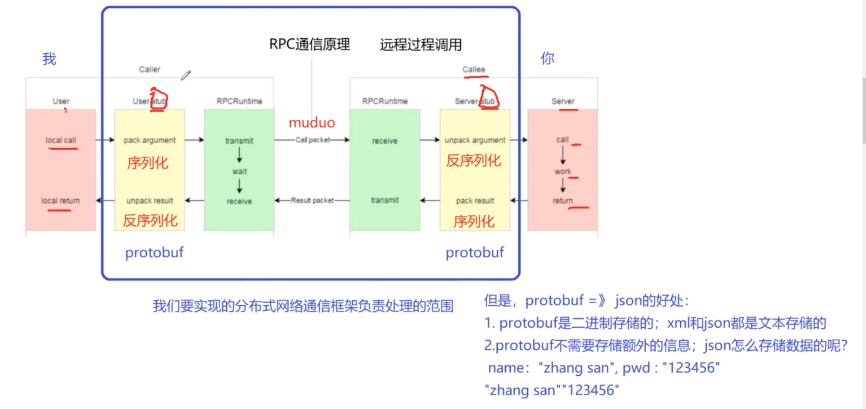 RPC通信原理 远程过程调用
我 你
Caller Callee
User User-stub RPCRuntime RPCRuntime Server-stub Server
muduo
local call pack argument transmit Call packet receive unpack argument call
序列化 反序列化
wait work
local return unpack result receive Result packet transmit pack result return
反序列化 序列化
protobuf protobuf
我们要实现的分布式网络通信框架负责处理的范围
但是，protobuf =》 json的好处：
1. protobuf是二进制存储的；xml和json都是文本存储的
2.protobuf不需要存储额外的信息；json怎么存储数据的呢？
name："zhang san", pwd : "123456"
"zhang san""123456"